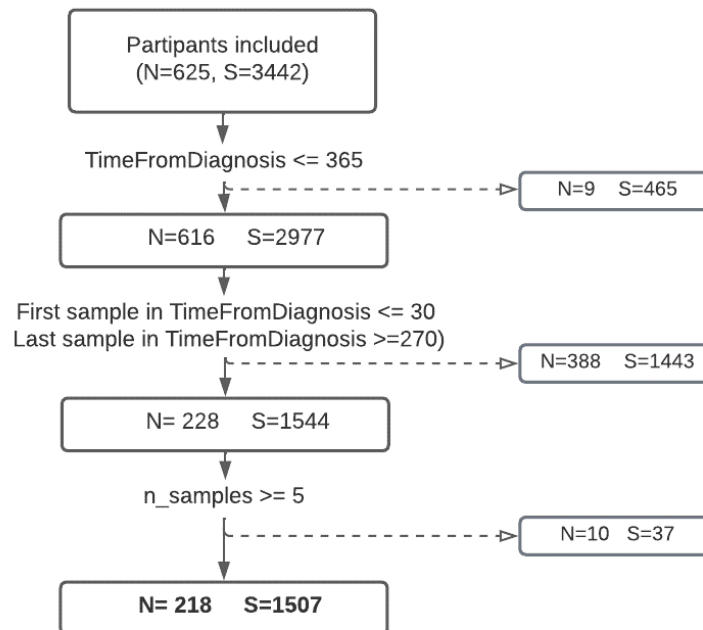 Partipants included
(N=625, S=3442)
TimeFromDiagnosis <= 365
N=9 S=465
N=616 S=2977
First sample in TimeFromDiagnosis <= 30
Last sample in TimeFromDiagnosis >=270)
N=388 S=1443
N= 228 S=1544
n_samples >= 5
N=10 S=37
N= 218 S=1507